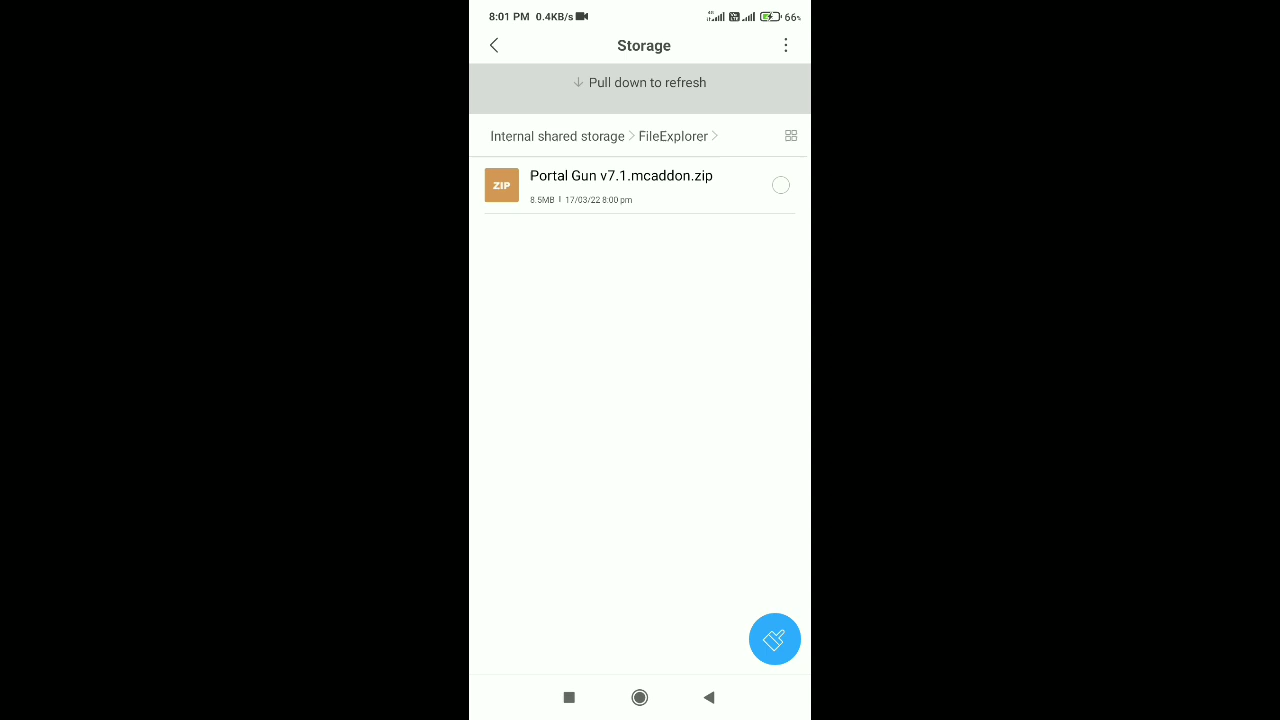 8:01 PM 0.4KB/s 4G 66%
Storage
Pull down to refresh
Internal shared storage FileExplorer
ZIP Portal Gun v7.1.mcaddon.zip
8.5MB | 17/03/22 8:00 pm